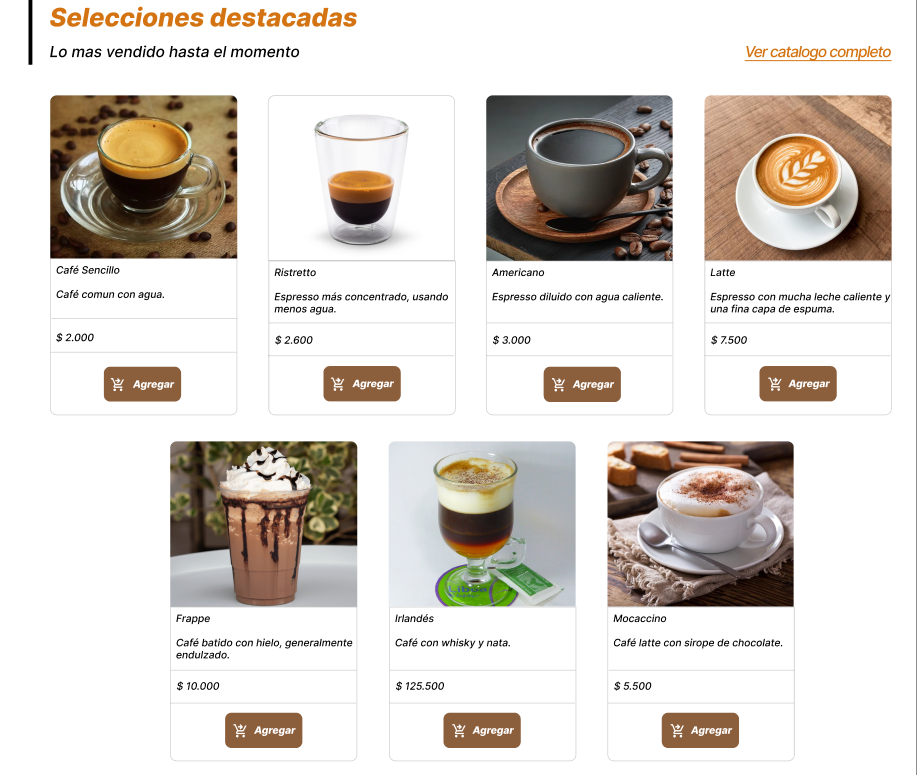 Selecciones destacadas
Lo mas vendido hasta el momento
Ver catalogo completo
Café Sencillo
Café comun con agua.
$ 2.000
Agregar
Ristretto
Espresso más concentrado, usando
menos agua.
$ 2.600
Agregar
Americano
Espresso diluido con agua caliente.
$ 3.000
Agregar
Latte
Espresso con mucha leche caliente y
una fina capa de espuma.
$ 7.500
Agregar
Frappe
Café batido con hielo, generalmente
endulzado.
$ 10.000
Agregar
Irlandés
Café con whisky y nata.
$ 125.500
Agregar
Mocaccino
Café latte con sirope de chocolate.
$ 5.500
Agregar